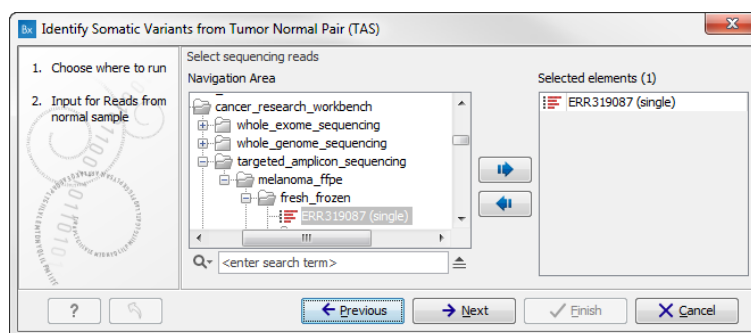 Bx Identify Somatic Variants from Tumor Normal Pair (TAS)
X
1. Choose where to run
2. Input for Reads from
normal sample
Select sequencing reads
Navigation Area
cancer_research_workbench
whole_exome_sequencing
whole_genome_sequencing
targeted_amplicon_sequencing
melanoma_ffpe
fresh_frozen
ERR319087 (single)
<enter search term>
Selected elements (1)
ERR319087 (single)
?
Previous
Next
Finish
Cancel